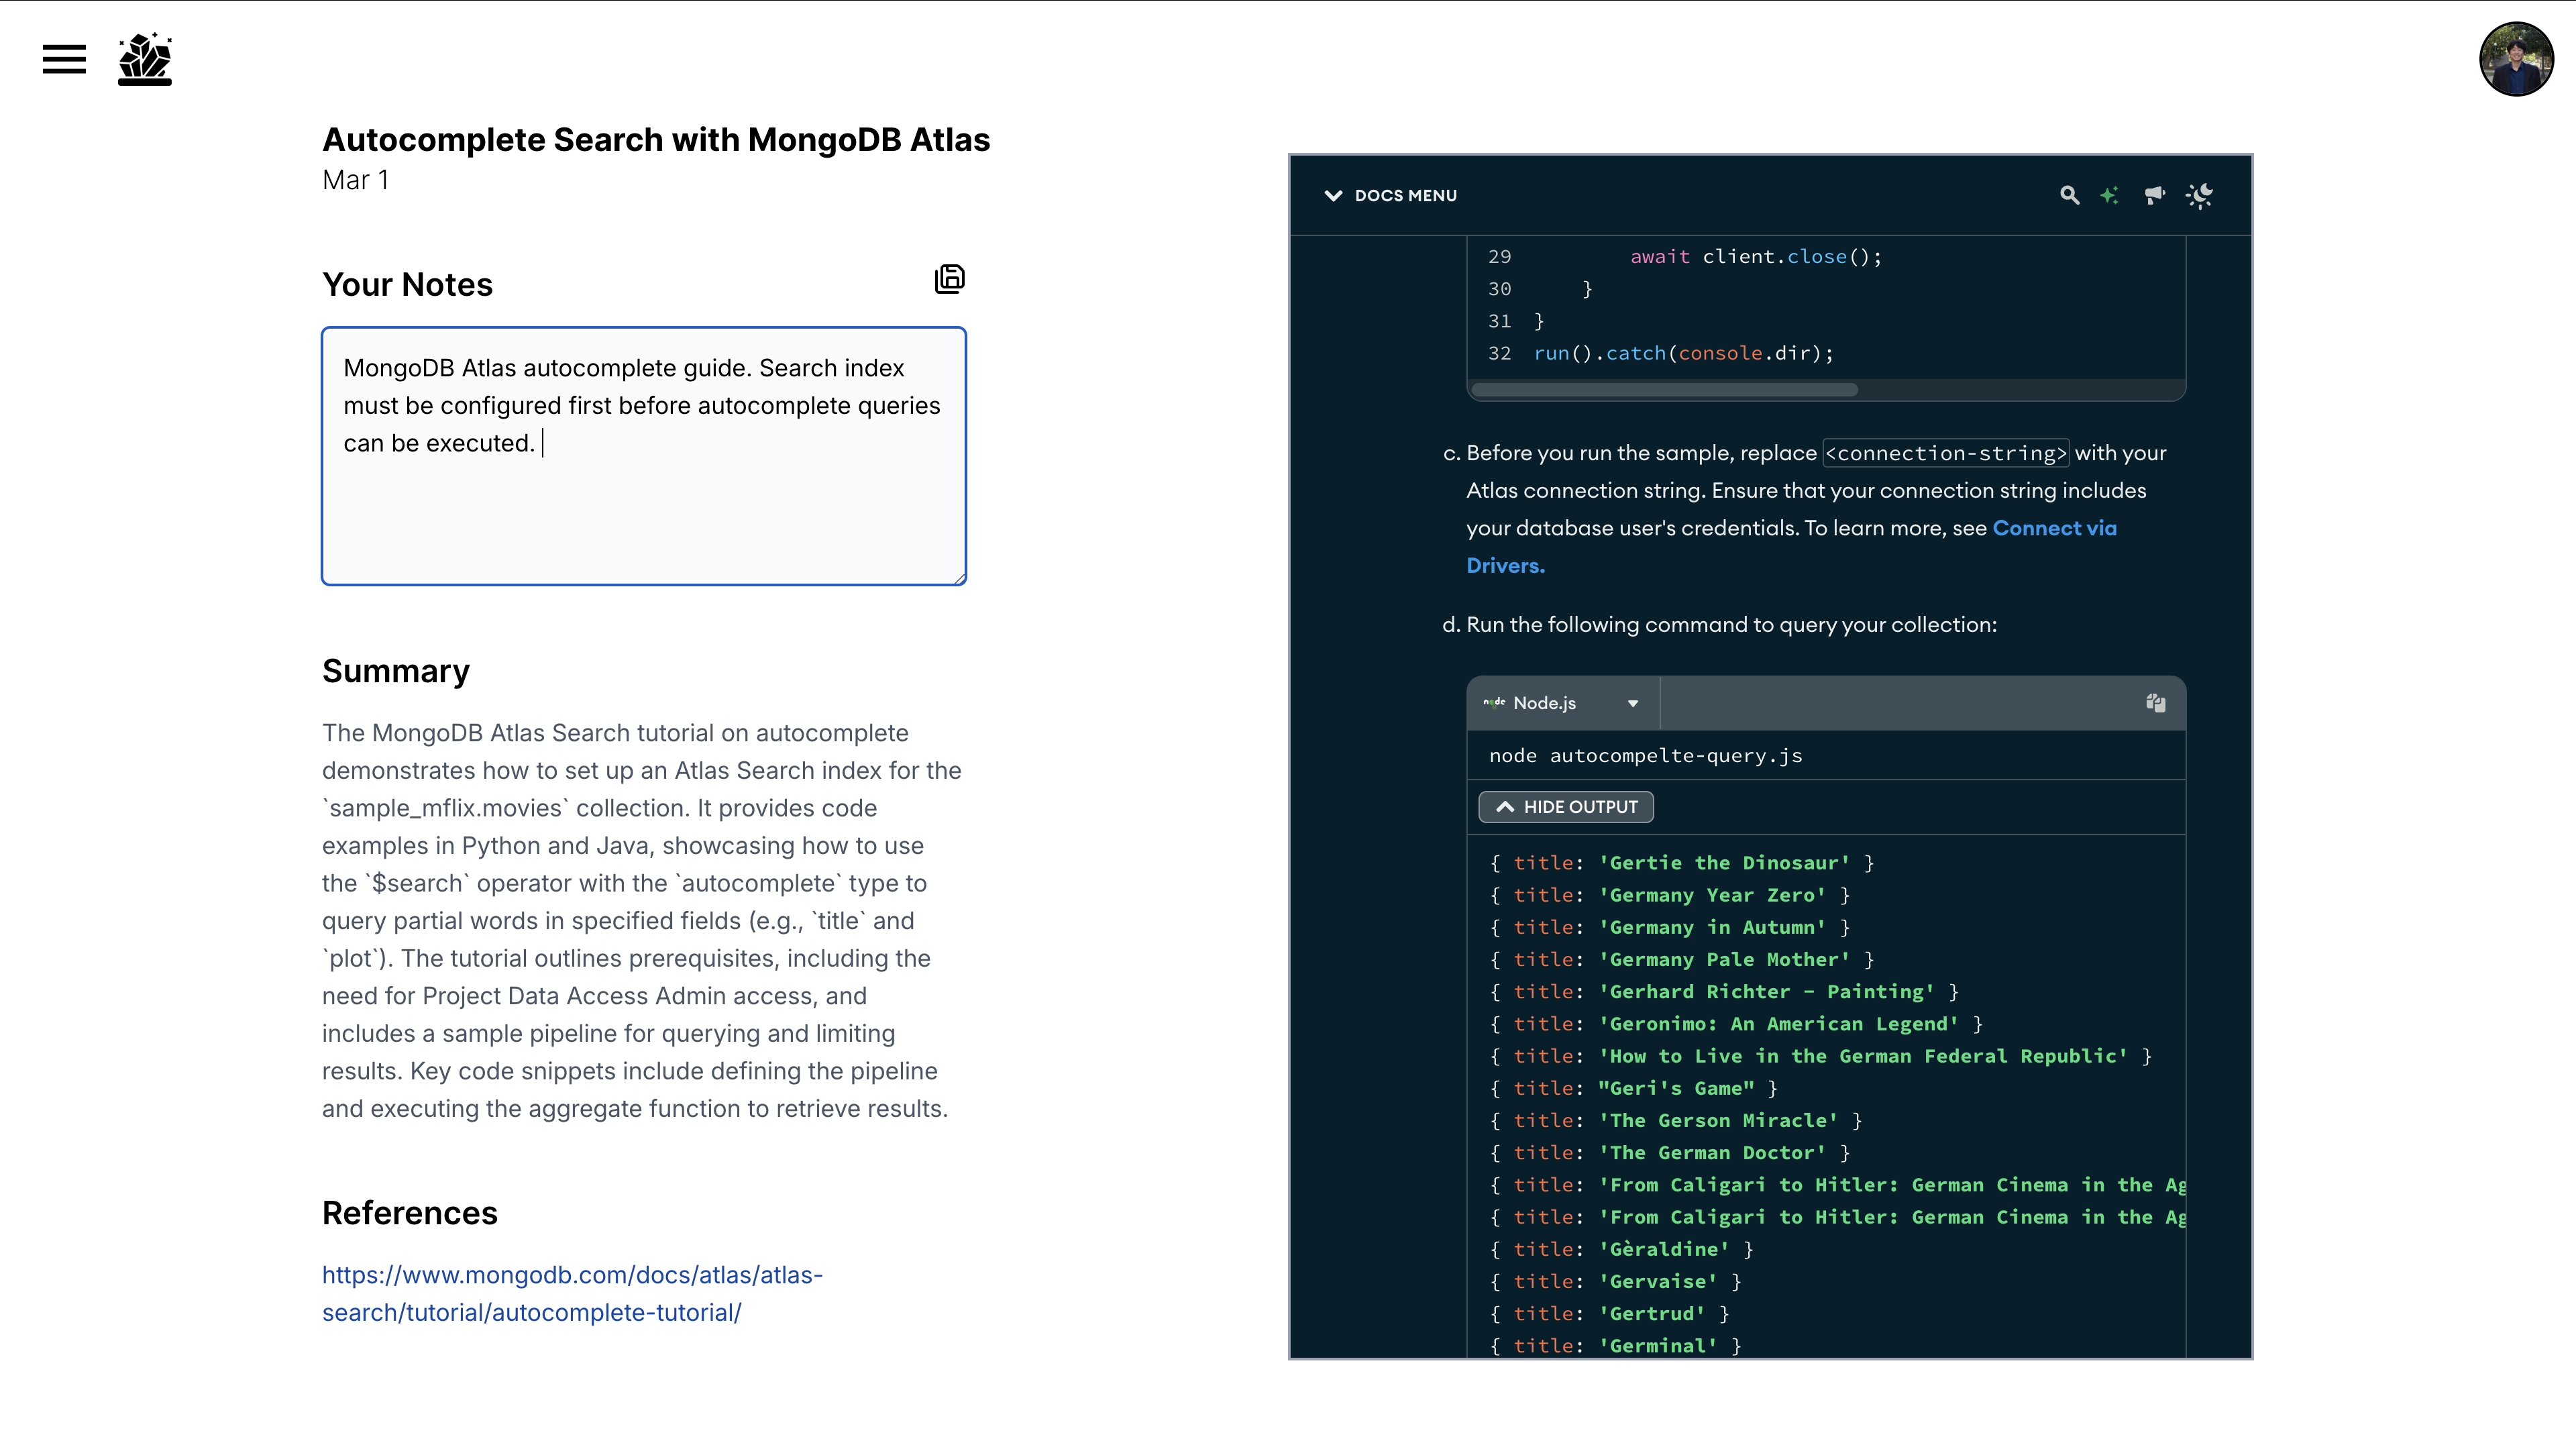 Autocomplete Search with MongoDB Atlas
Mar 1
Your Notes
MongoDB Atlas autocomplete guide. Search index
must be configured first before autocomplete queries
can be executed.
Summary
The MongoDB Atlas Search tutorial on autocomplete
demonstrates how to set up an Atlas Search index for the
`sample_mflix.movies` collection. It provides code
examples in Python and Java, showcasing how to use
the `$search` operator with the `autocomplete` type to
query partial words in specified fields (e.g., `title` and
`plot`). The tutorial outlines prerequisites, including the
need for Project Data Access Admin access, and
includes a sample pipeline for querying and limiting
results. Key code snippets include defining the pipeline
and executing the aggregate function to retrieve results.
References
https://www.mongodb.com/docs/atlas/atlas-
search/tutorial/autocomplete-tutorial/
DOCS MENU
29 await client.close();
30 }
31 }
32 run().catch(console.dir);
c. Before you run the sample, replace <connection-string> with your
Atlas connection string. Ensure that your connection string includes
your database user's credentials. To learn more, see Connect via
Drivers.
d. Run the following command to query your collection:
node Node.js
node autocompelte-query.js
HIDE OUTPUT
{ title: 'Gertie the Dinosaur' }
{ title: 'Germany Year Zero' }
{ title: 'Germany in Autumn' }
{ title: 'Germany Pale Mother' }
{ title: 'Gerhard Richter - Painting' }
{ title: 'Geronimo: An American Legend' }
{ title: 'How to Live in the German Federal Republic' }
{ title: "Geri's Game" }
{ title: 'The Gerson Miracle' }
{ title: 'The German Doctor' }
{ title: 'From Caligari to Hitler: German Cinema in the Ag
{ title: 'From Caligari to Hitler: German Cinema in the Ag
{ title: 'Gèraldine' }
{ title: 'Gervaise' }
{ title: 'Gertrud' }
{ title: 'Germinal' }